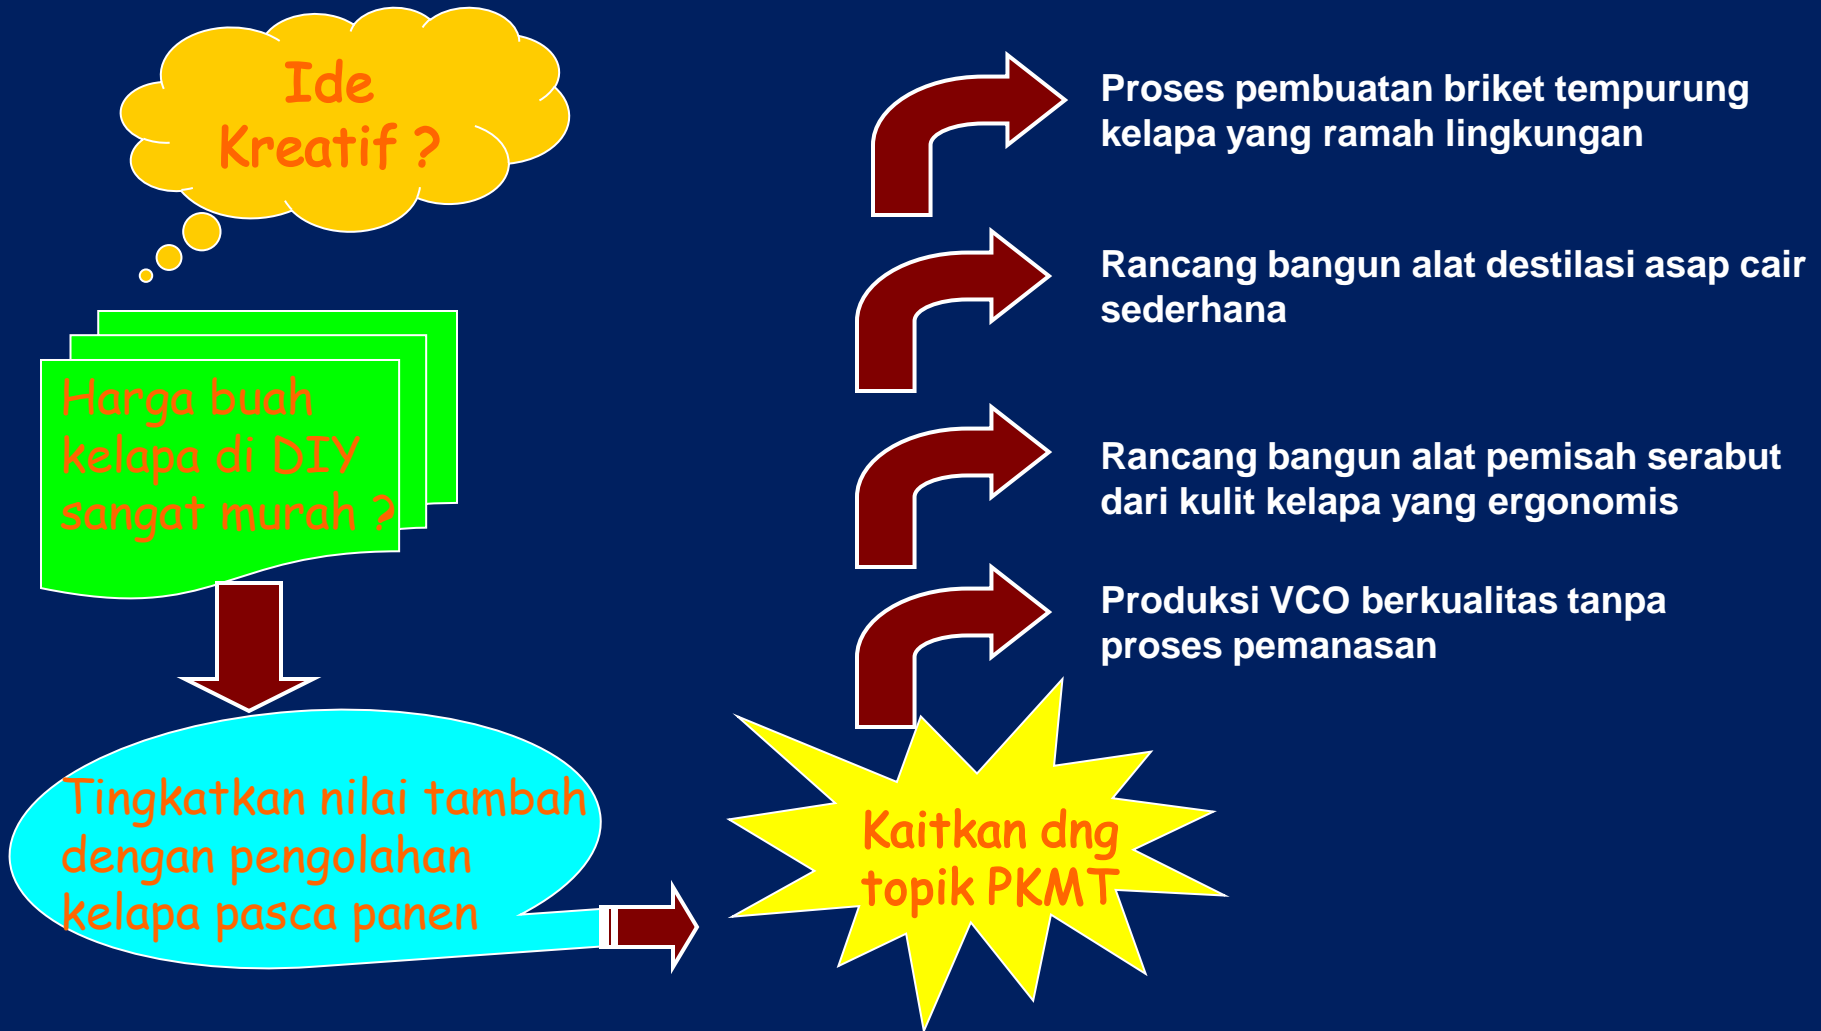 Ide
Kreatif ?
Harga buah
kelapa di DIY
sangat murah ?
Tingkatkan nilai tambah
dengan pengolahan
kelapa pasca panen
Kaitkan dng
topik PKMT
Proses pembuatan briket tempurung
kelapa yang ramah lingkungan
Rancang bangun alat destilasi asap cair
sederhana
Rancang bangun alat pemisah serabut
dari kulit kelapa yang ergonomis
Produksi VCO berkualitas tanpa
proses pemanasan